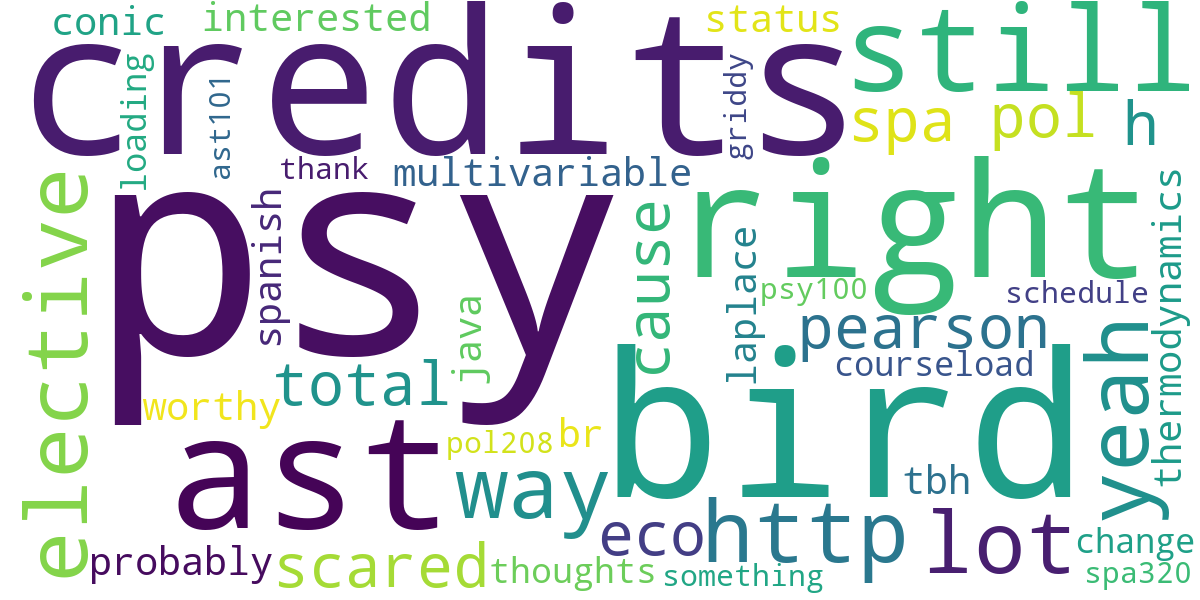 conic
interested
credits
status
still
loading
ast101
griddy
spa
pol
h
thank
multivariable
psy
right
elective
spanish
cause
laplace
psy100
schedule
thermodynamics
java
pearson
courseload
yeah
total
bird
worthy
ast
pol208
br
way
tbh
eco
http
lot
probably
scared
thoughts
something
change
spa320